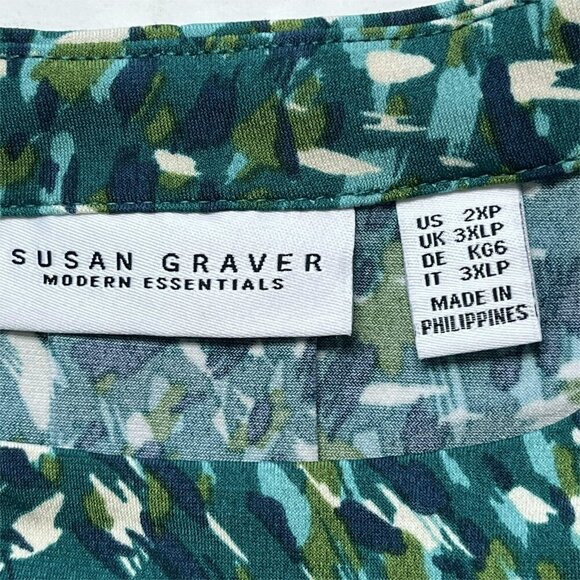 SUSAN GRAVER
MODERN ESSENTIALS
US 2XP
UK 3XLP
DE KG6
IT 3XLP
MADE IN
PHILIPPINES